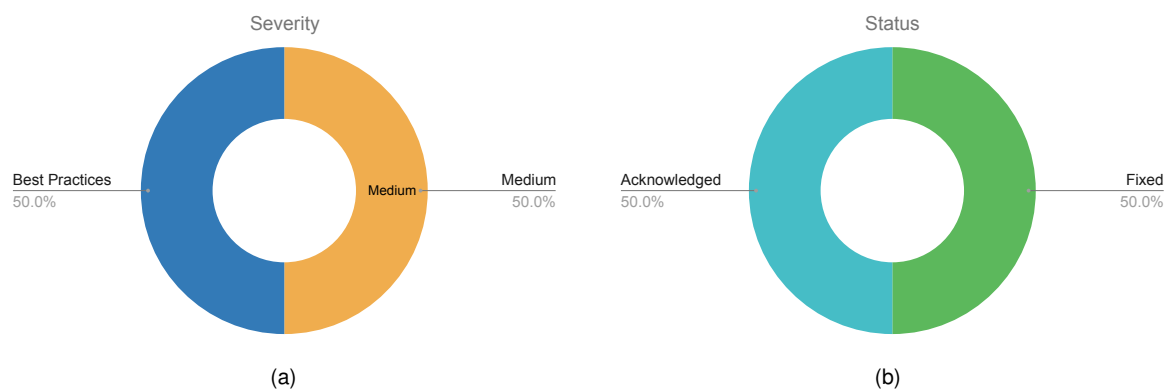 Severity
Best Practices
50.0%
Medium
Medium
50.0%
(a)
Status
Acknowledged
50.0%
Fixed
50.0%
(b)